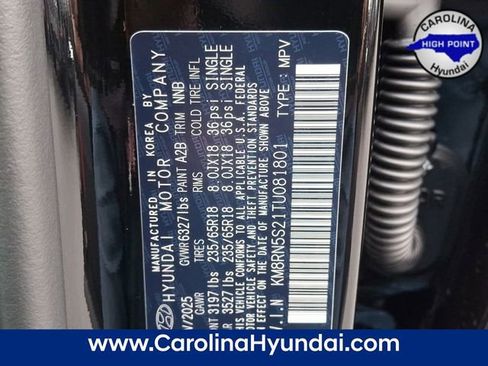 CAROLINA
HIGH POINT
Hyundai
MANUFACTURED IN KOREA BY
HYUNDAI MOTOR COMPANY
/2025 GVWR 6327lbs PAINT A2B TRIM NNB
GAWR TIRES RIMS COLD TIRE INFL
NT 3197lbs 235/65R18 8.0JX18 36psi SINGLE
R 3527lbs 235/65R18 8.0JX18 36psi SINGLE
THIS VEHICLE CONFORMS TO ALL APPLICABLE U.S.A. FEDERAL
MOTOR VEHICLE SAFETY AND THEFT PREVENTION STANDARDS
IN EFFECT ON THE DATE OF MANUFACTURE SHOWN ABOVE
V.I.N KM8RN5S21TU081801 TYPE: MPV
www.CarolinaHyundai.com